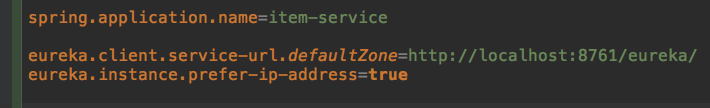 spring.application.name=item-service
eureka.client.service-url.defaultZone=http://localhost:8761/eureka/
eureka.instance.prefer-ip-address=true